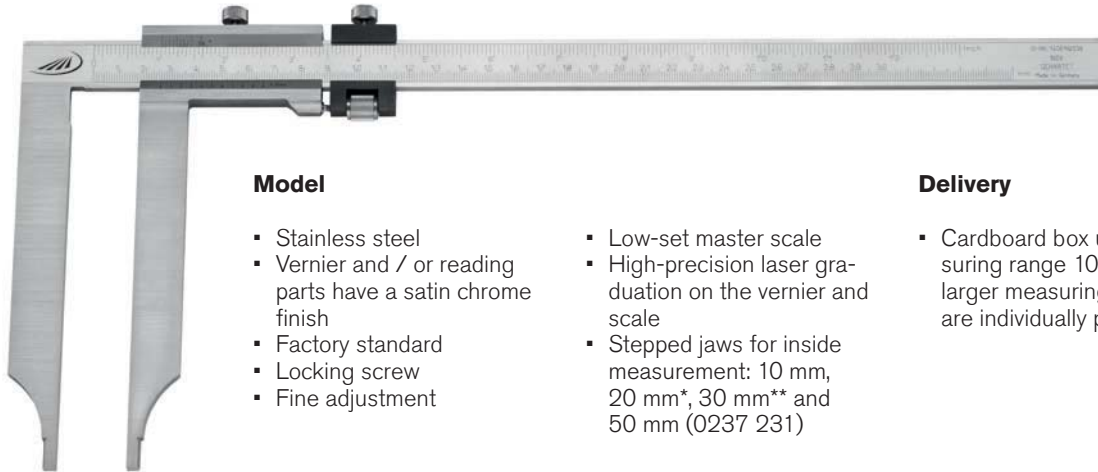 Model
▪ Stainless steel
▪ Vernier and / or reading
parts have a satin chrome
finish
▪ Factory standard
▪ Locking screw
▪ Fine adjustment
▪ Low-set master scale
▪ High-precision laser gra-
duation on the vernier and
scale
▪ Stepped jaws for inside
measurement: 10 mm,
20 mm*, 30 mm** and
50 mm (0237 231)
Delivery
▪ Cardboard box u
suring range 10
larger measuring
are individually p